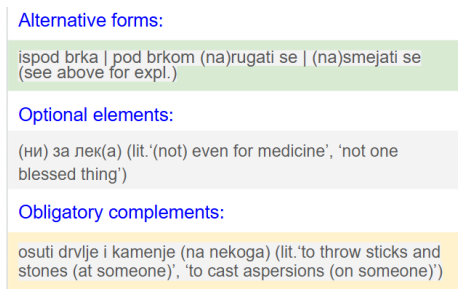 Alternative forms:
ispod brka | pod brkom (na)rugati se | (na)smejati se
(see above for expl.)
Optional elements:
(ни) за лек(а) (lit.‘(not) even for medicine’, ‘not one
blessed thing’)
Obligatory complements:
osuti drvlje i kamenje (na nekoga) (lit.‘to throw sticks and
stones (at someone)’, ‘to cast aspersions (on someone)’)